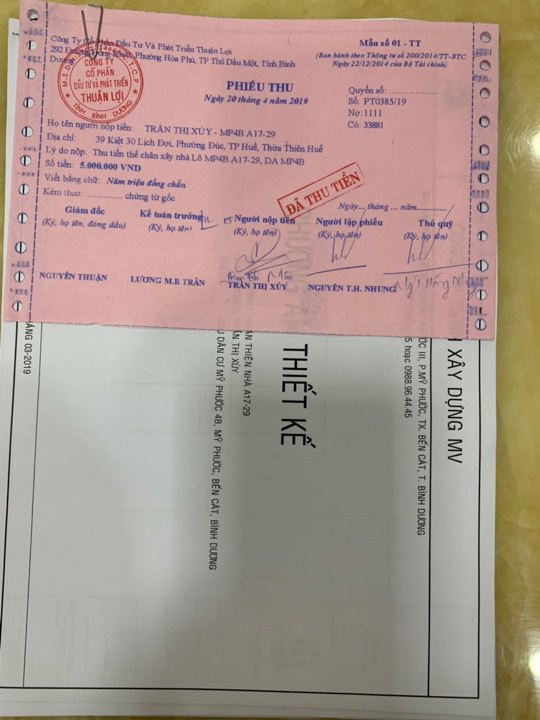 Công Ty Cổ Phần Đầu Tư Và Phát Triển Thuận Lợi
292 Phường Hòa Phú, TP Thủ Dầu Một, Tỉnh Bình
Dương
CÔNG TY
CỔ PHẦN
ĐẦU TƯ VÀ PHÁT TRIỂN
THUẬN LỢI
TỈNH BÌNH DƯƠNG
Mẫu số 01 - TT
(Ban hành theo Thông tư số 200/2014/TT-BTC
Ngày 22/12/2014 của Bộ Tài chính)
PHIẾU THU
Ngày 20 tháng 4 năm 2019
Quyển số:
Số: PT0385/19
Nợ: 1111
Có: 33881
Họ tên người nộp tiền: TRẦN THỊ XÚY - MP4B.A17-29
Địa chỉ: 39 Kiệt 30 Lịch Đợi, Phường Đúc, TP Huế, Thừa Thiên Huế
Lý do nộp: Thu tiền thế chân xây nhà Lô MP4B.A17-29, DA MP4B
Số tiền: 5.000.000 VND
Viết bằng chữ: Năm triệu đồng chẵn
Kèm theo: ............ chứng từ gốc
ĐÃ THU TIỀN
Ngày... tháng ... năm......
Giám đốc Kế toán trưởng Người nộp tiền Người lập phiếu Thủ quỹ
(Ký, họ tên, đóng dấu) (Ký, họ tên) (Ký, họ tên) (Ký, họ tên) (Ký, họ tên)
NGUYỄN THUẬN LƯƠNG M.B TRÂN TRẦN THỊ XÚY NGUYỄN T.H. NHUNG
XÂY DỰNG MV
ỚC III, P.MỸ PHƯỚC, TX. BẾN CÁT, T. BÌNH DƯƠNG
5 hoặc 0988.96.44.45
THIẾT KẾ
ÀN THIÊN NHÀ A17-29
ẦN THỊ XÚY
U DÂN CƯ MỸ PHƯỚC 4B, MỸ PHƯỚC, BẾN CÁT, BÌNH DƯƠNG
HÁNG 03-2019